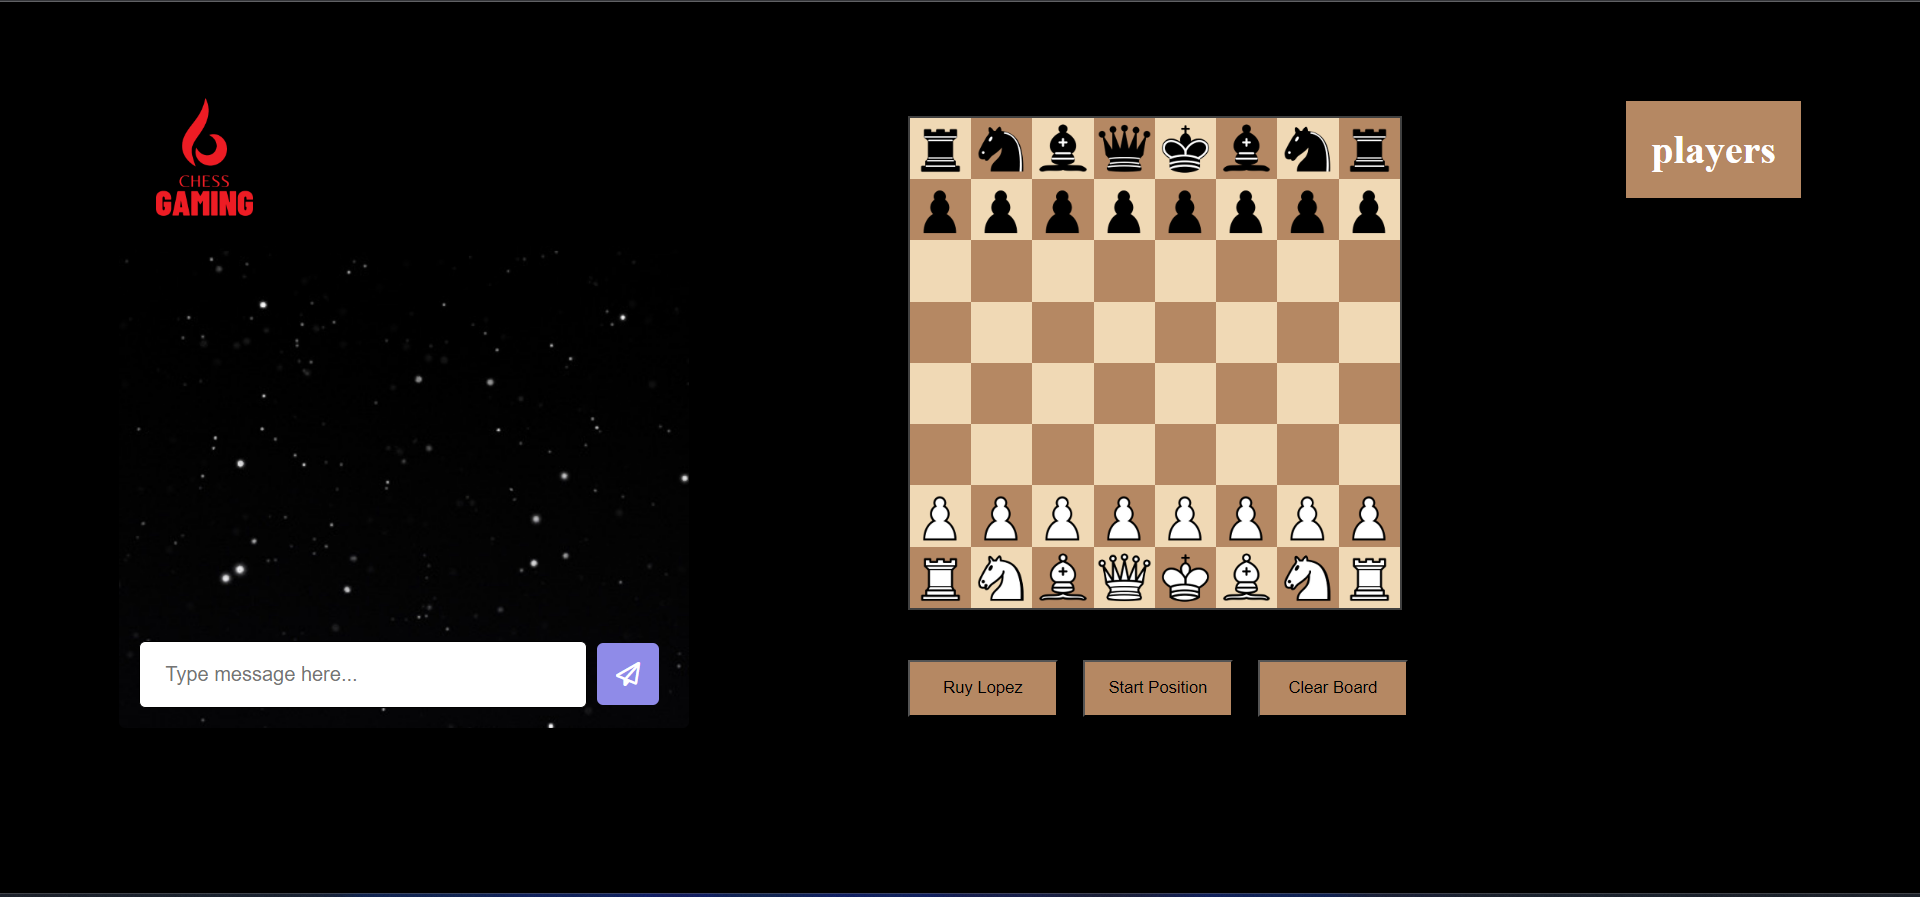 CHESS
GAMING
players
Type message here...
Ruy Lopez
Start Position
Clear Board